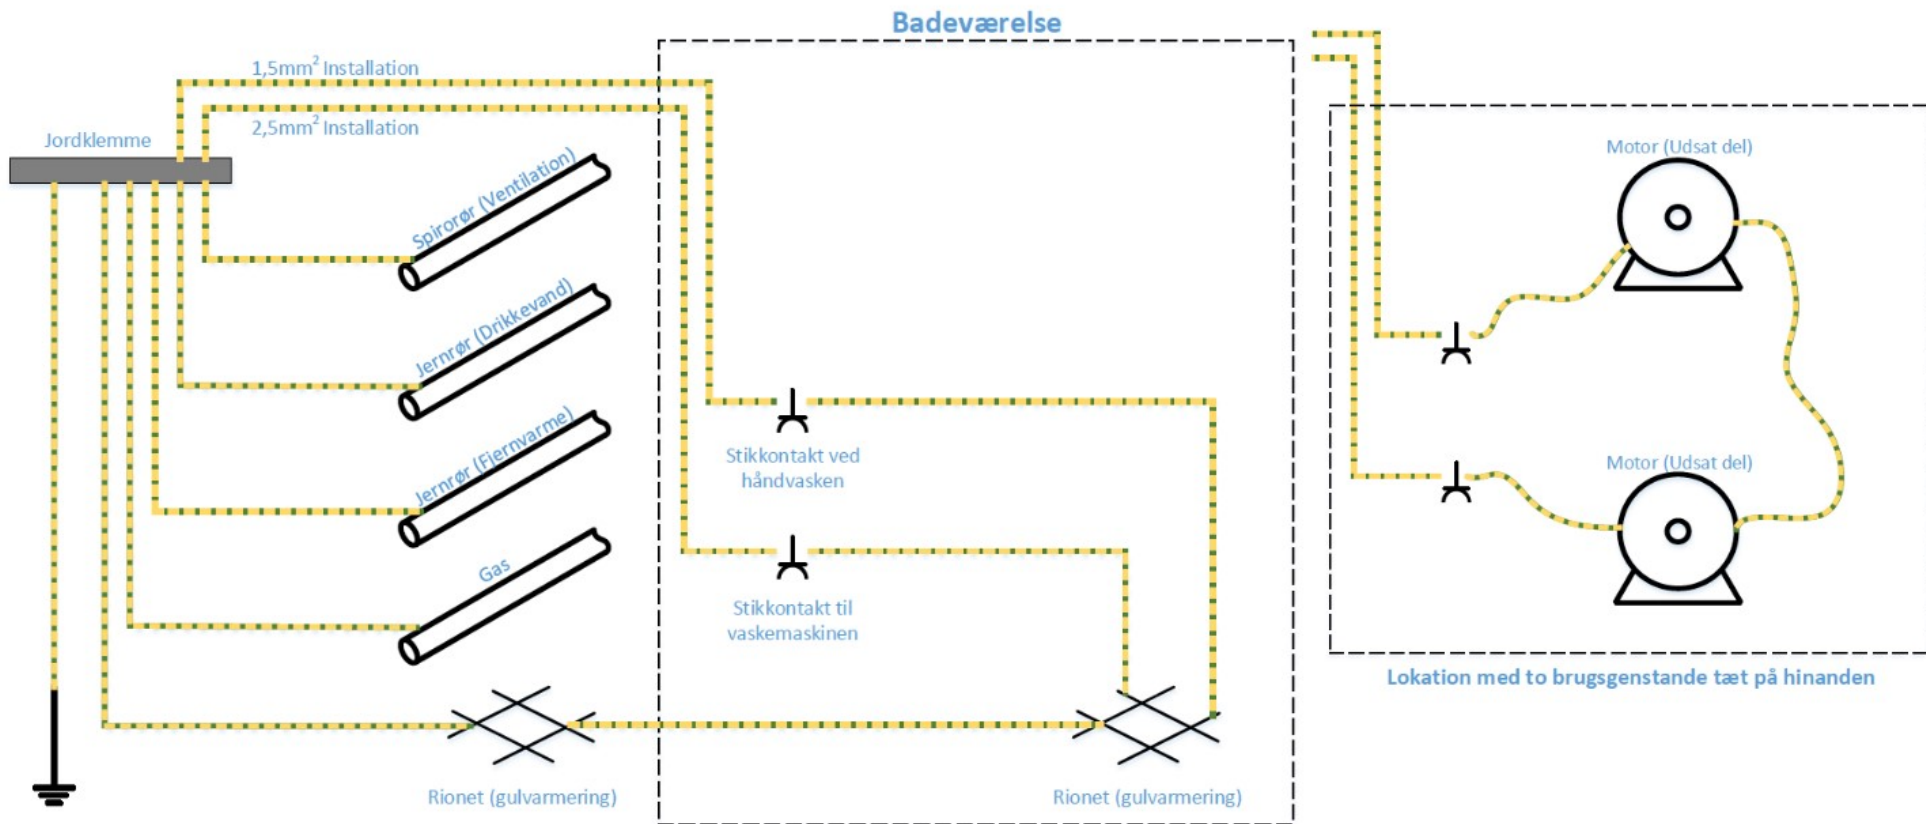 Badeværelse
1,5mm² Installation
2,5mm² Installation
Jordklemme
Spirorør (Ventilation)
Jernrør (Drikkevand)
Jernrør (Fjernvarme)
Gas
Rionet (gulvarmering)
Stikkontakt ved
håndvasken
Stikkontakt til
vaskemaskinen
Rionet (gulvarmering)
Motor (Udsat del)
Motor (Udsat del)
Lokation med to brugsgenstande tæt på hinanden